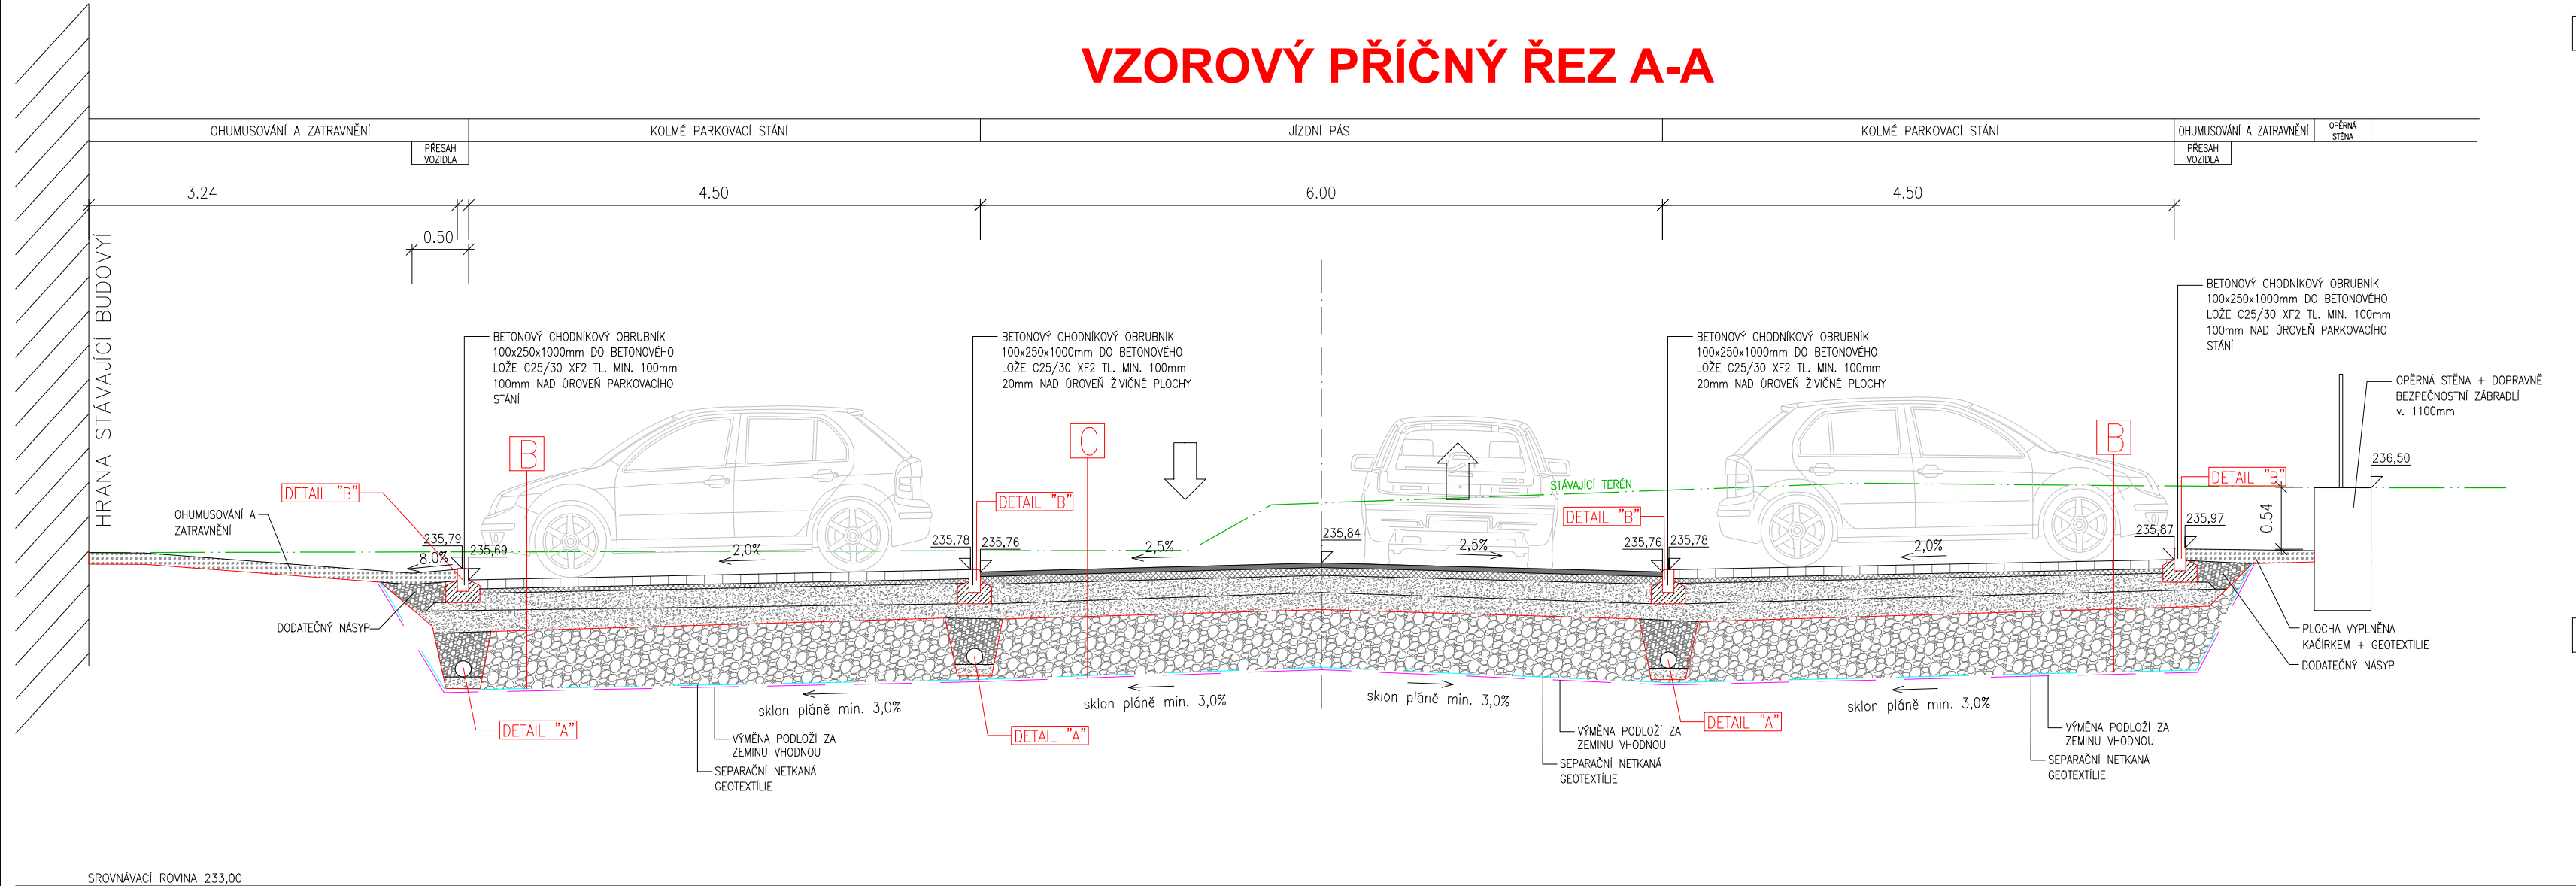 VZOROVÝ PŘÍČNÝ ŘEZ A-A
OHUMUSOVÁNÍ A ZATRAVNĚNÍ
KOLMÉ PARKOVACÍ STÁNÍ
JÍZDNÍ PÁS
KOLMÉ PARKOVACÍ STÁNÍ
OHUMUSOVÁNÍ A ZATRAVNĚNÍ
OPĚRNÁ
STĚNA
PŘESAH
VOZIDLA
PŘESAH
VOZIDLA
3.24
4.50
6.00
4.50
0.50
HRANA STÁVAJÍCÍ BUDOVYÍ
BETONOVÝ CHODNÍKOVÝ OBRUBNÍK
100x250x1000mm DO BETONOVÉHO
LOŽE C25/30 XF2 TL. MIN. 100mm
100mm NAD ÚROVEŇ PARKOVACÍHO
STÁNÍ
BETONOVÝ CHODNÍKOVÝ OBRUBNÍK
100x250x1000mm DO BETONOVÉHO
LOŽE C25/30 XF2 TL. MIN. 100mm
20mm NAD ÚROVEŇ ŽIVIČNÉ PLOCHY
BETONOVÝ CHODNÍKOVÝ OBRUBNÍK
100x250x1000mm DO BETONOVÉHO
LOŽE C25/30 XF2 TL. MIN. 100mm
20mm NAD ÚROVEŇ ŽIVIČNÉ PLOCHY
BETONOVÝ CHODNÍKOVÝ OBRUBNÍK
100x250x1000mm DO BETONOVÉHO
LOŽE C25/30 XF2 TL. MIN. 100mm
100mm NAD ÚROVEŇ PARKOVACÍHO
STÁNÍ
OPĚRNÁ STĚNA + DOPRAVNĚ
BEZPEČNOSTNÍ ZÁBRADLÍ
v. 1100mm
B
C
B
236,50
DETAIL "B"
DETAIL "B"
DETAIL "B"
DETAIL "B"
STÁVAJÍCÍ TERÉN
OHUMUSOVÁNÍ A
ZATRAVNĚNÍ
0.54
235,79
235,69
8.0%
2,0%
235,78
235,76
2,5%
235,84
2,5%
235,76
235,78
2,0%
235,87
235,97
DODATEČNÝ NÁSYP
PLOCHA VYPLNĚNA
KAČÍRKEM + GEOTEXTILIE
DODATEČNÝ NÁSYP
sklon pláně min. 3,0%
sklon pláně min. 3,0%
sklon pláně min. 3,0%
sklon pláně min. 3,0%
DETAIL "A"
DETAIL "A"
DETAIL "A"
VÝMĚNA PODLOŽÍ ZA
ZEMINU VHODNOU
SEPARAČNÍ NETKANÁ
GEOTEXTÍLIE
VÝMĚNA PODLOŽÍ ZA
ZEMINU VHODNOU
SEPARAČNÍ NETKANÁ
GEOTEXTÍLIE
VÝMĚNA PODLOŽÍ ZA
ZEMINU VHODNOU
SEPARAČNÍ NETKANÁ
GEOTEXTÍLIE
SROVNÁVACÍ ROVINA 233,00